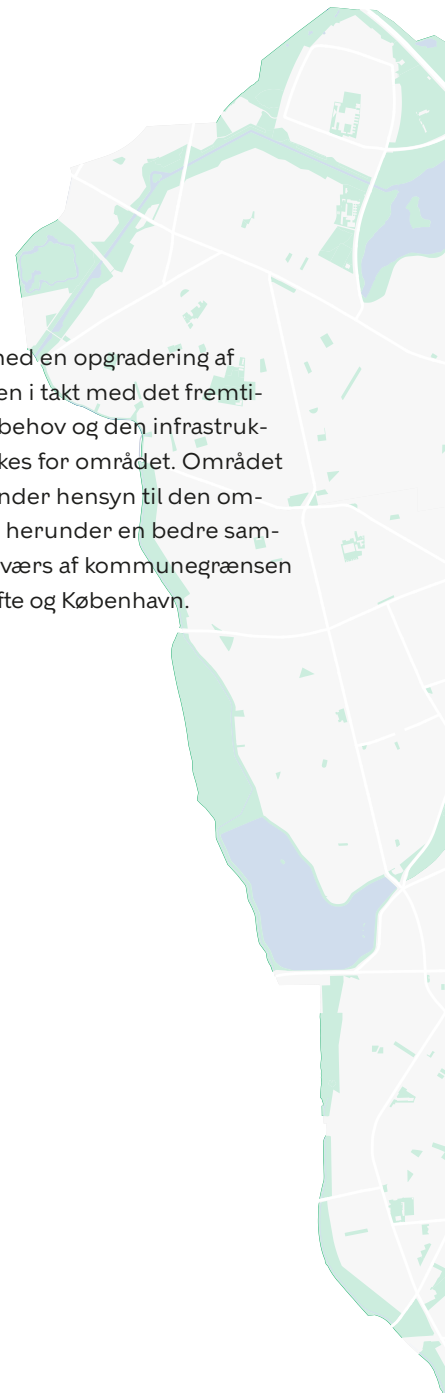 med en opgradering af
en i takt med det fremti-
behov og den infrastruk-
kes for området. Området
nder hensyn til den om-
herunder en bedre sam-
værs af kommunegrænsen
fte og København.